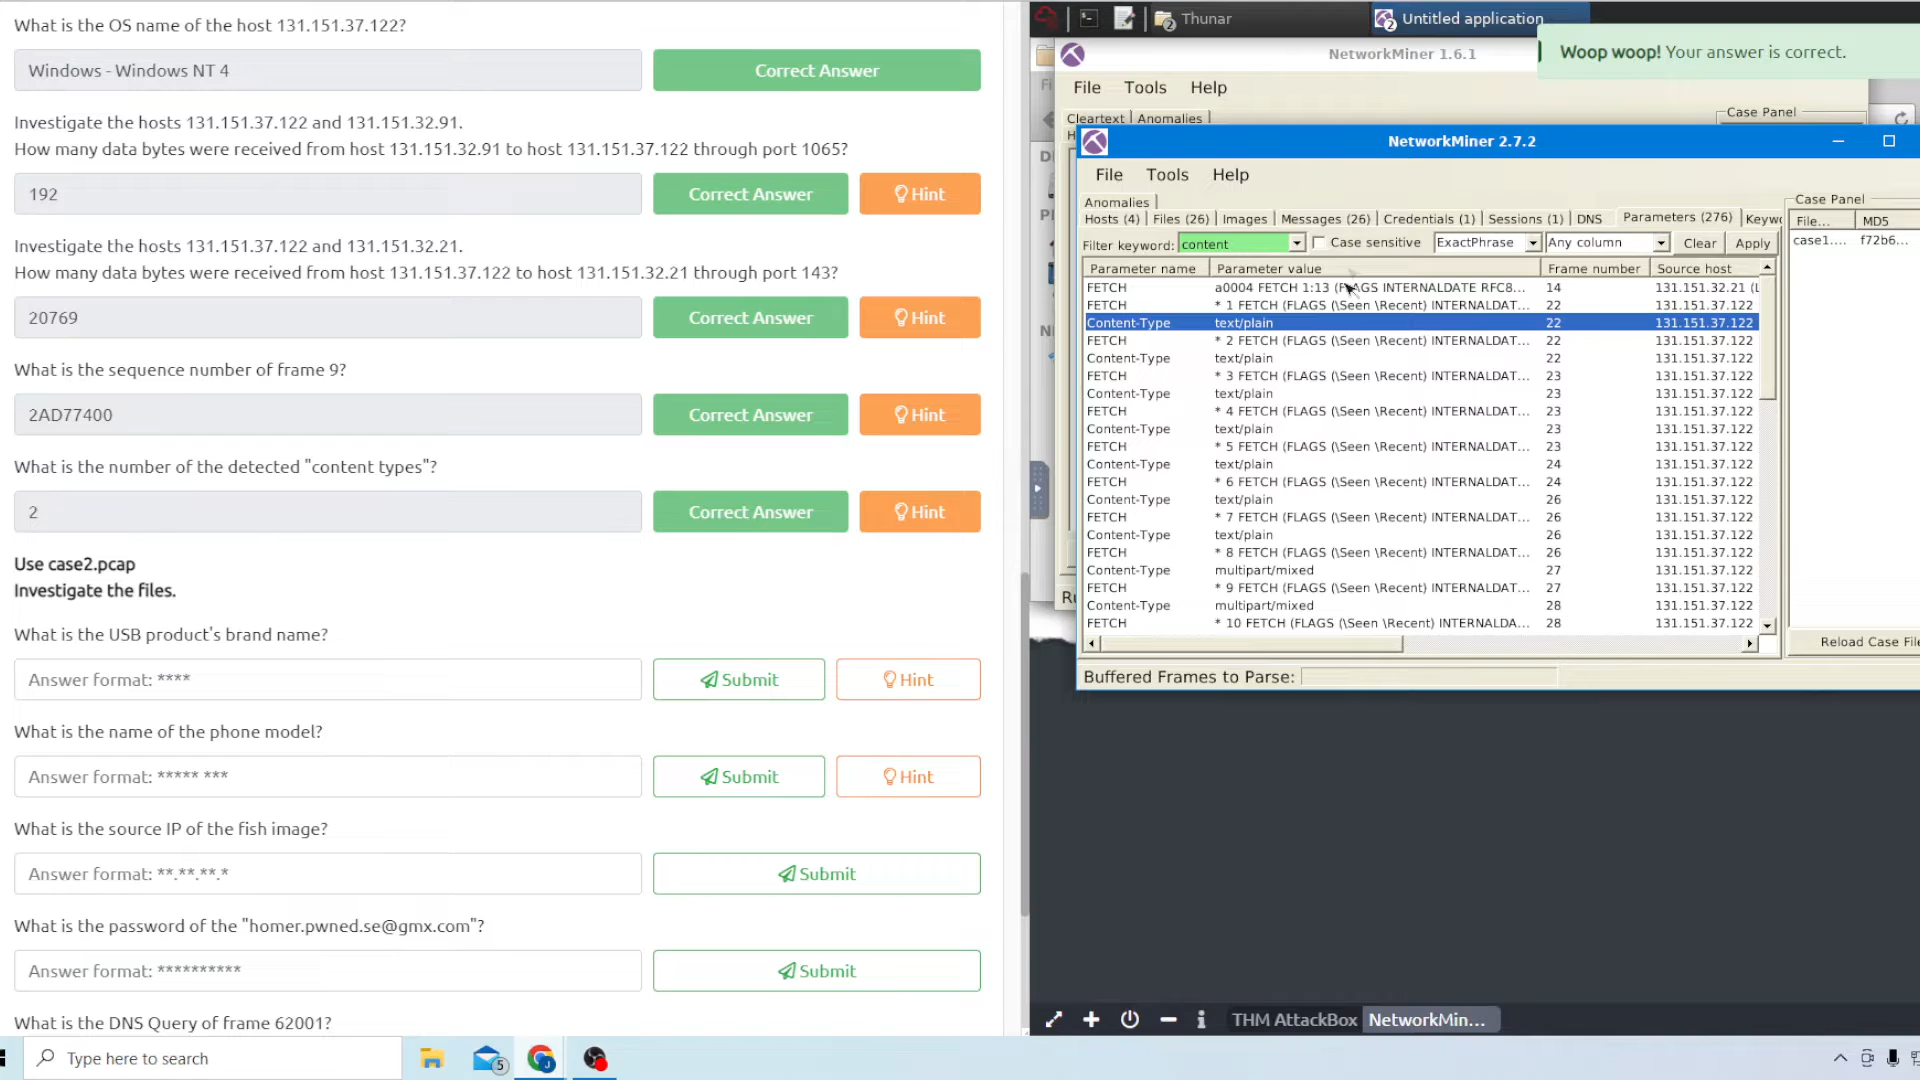 What is the OS name of the host 131.151.37.122?
Windows - Windows NT 4
Correct Answer
Investigate the hosts 131.151.37.122 and 131.151.32.91.
How many data bytes were received from host 131.151.32.91 to host 131.151.37.122 through port 1065?
192
Correct Answer
Hint
Investigate the hosts 131.151.37.122 and 131.151.32.21.
How many data bytes were received from host 131.151.37.122 to host 131.151.32.21 through port 143?
20769
Correct Answer
Hint
What is the sequence number of frame 9?
2AD77400
Correct Answer
Hint
What is the number of the detected "content types"?
2
Correct Answer
Hint
Use case2.pcap
Investigate the files.
What is the USB product's brand name?
Answer format: ****
Submit
Hint
What is the name of the phone model?
Answer format: ***** ***
Submit
Hint
What is the source IP of the fish image?
Answer format: **.**.**.*
Submit
What is the password of the "homer.pwned.se@gmx.com"?
Answer format: **********
Submit
What is the DNS Query of frame 62001?
Thunar
Untitled application
Woop woop! Your answer is correct.
NetworkMiner 1.6.1
File Tools Help
Cleartext Anomalies
Case Panel
NetworkMiner 2.7.2
File Tools Help
Anomalies
Hosts (4) Files (26) Images Messages (26) Credentials (1) Sessions (1) DNS Parameters (276) Keyw
Filter keyword: content Case sensitive ExactPhrase Any column Clear Apply
Parameter name Parameter value Frame number Source host
FETCH a0004 FETCH 1:13 (FLAGS INTERNALDATE RFC8... 14 131.151.32.21 (L
FETCH * 1 FETCH (FLAGS (\Seen \Recent) INTERNALDAT... 22 131.151.37.122
Content-Type text/plain 22 131.151.37.122
FETCH * 2 FETCH (FLAGS (\Seen \Recent) INTERNALDAT... 22 131.151.37.122
Content-Type text/plain 22 131.151.37.122
FETCH * 3 FETCH (FLAGS (\Seen \Recent) INTERNALDAT... 23 131.151.37.122
Content-Type text/plain 23 131.151.37.122
FETCH * 4 FETCH (FLAGS (\Seen \Recent) INTERNALDAT... 23 131.151.37.122
Content-Type text/plain 23 131.151.37.122
FETCH * 5 FETCH (FLAGS (\Seen \Recent) INTERNALDAT... 23 131.151.37.122
Content-Type text/plain 24 131.151.37.122
FETCH * 6 FETCH (FLAGS (\Seen \Recent) INTERNALDAT... 24 131.151.37.122
Content-Type text/plain 26 131.151.37.122
FETCH * 7 FETCH (FLAGS (\Seen \Recent) INTERNALDAT... 26 131.151.37.122
Content-Type text/plain 26 131.151.37.122
FETCH * 8 FETCH (FLAGS (\Seen \Recent) INTERNALDAT... 26 131.151.37.122
Content-Type multipart/mixed 27 131.151.37.122
FETCH * 9 FETCH (FLAGS (\Seen \Recent) INTERNALDAT... 27 131.151.37.122
Content-Type multipart/mixed 28 131.151.37.122
FETCH * 10 FETCH (FLAGS (\Seen \Recent) INTERNALDA... 28 131.151.37.122
Case Panel
File... MD5
case1.... f72b6...
Reload Case File
Buffered Frames to Parse:
THM AttackBox
NetworkMin...
Type here to search
5